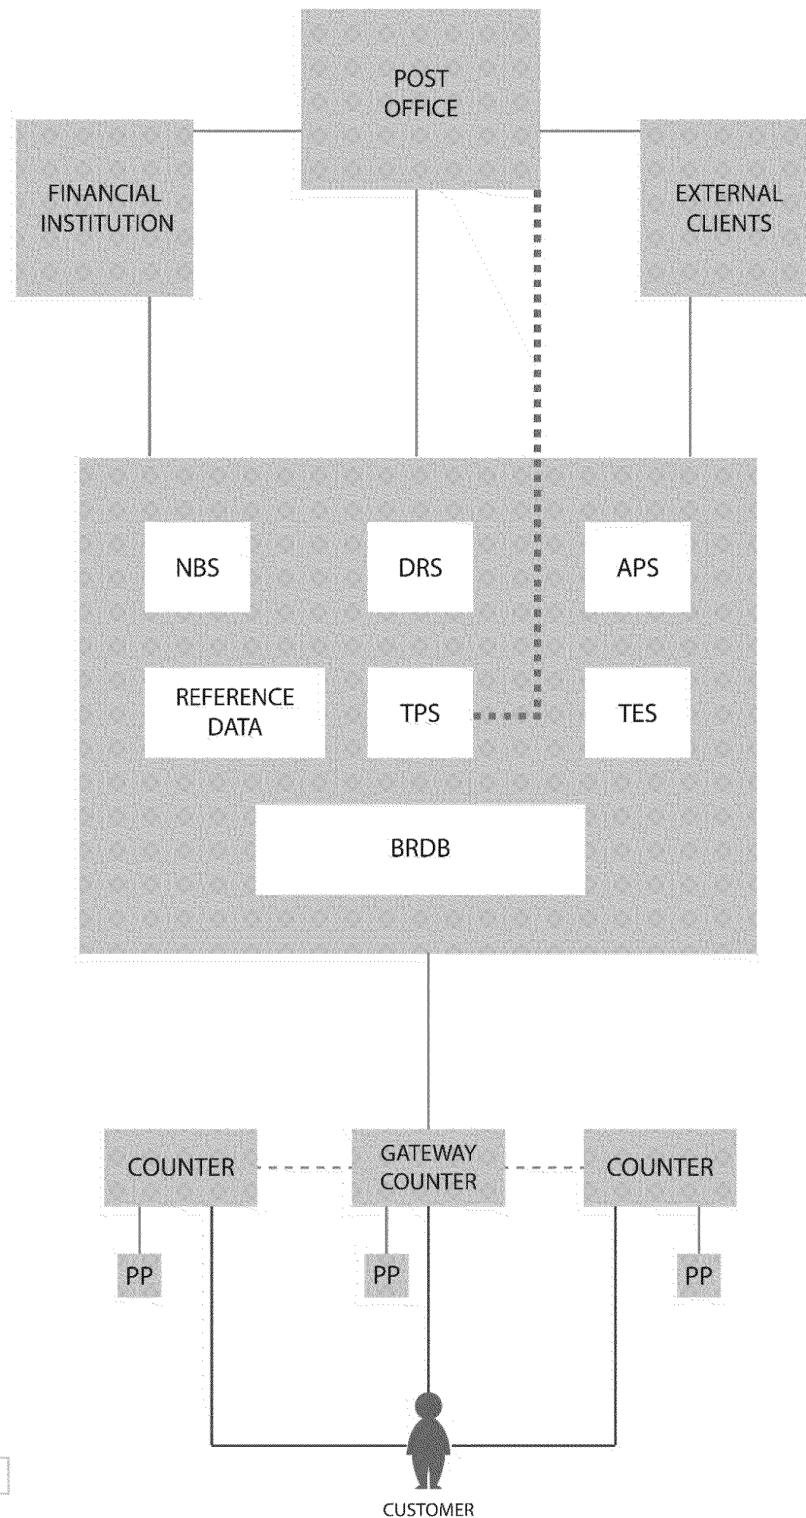 POST
OFFICE
FINANCIAL
INSTITUTION
EXTERNAL
CLIENTS
NBS
DRS
APS
REFERENCE
DATA
TPS
TES
BRDB
COUNTER
GATEWAY
COUNTER
COUNTER
PP
PP
PP
CUSTOMER